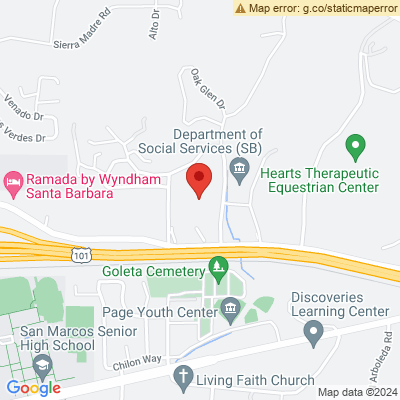 Map error: g.co/staticmaperror
Sierra Madre Rd
Alto Dr
Oak Glen Dr
Venado Dr
s Verdes Dr
Department of
Social Services (SB)
Hearts Therapeutic
Equestrian Center
Ramada by Wyndham
Santa Barbara
101
Goleta Cemetery
Page Youth Center
Discoveries
Learning Center
San Marcos Senior
High School
Chilon Way
Living Faith Church
Arboleda Rd
Google
Map data ©2024